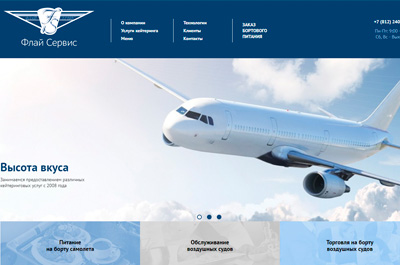 Флай Сервис
О компании
Услуги кейтеринга
Меню
Технология
Клиенты
Контакты
ЗАКАЗ
БОРТОВОГО
ПИТАНИЯ
+7 (812) 240
Пн-Пт: 9:00
Сб, Вс - Вых
Высота вкуса
Занимаемся предоставлением различных
кейтеринговых услуг с 2008 года
Питание
на борту самолета
Обслуживание
воздушных судов
Торговля на борту
воздушных судов